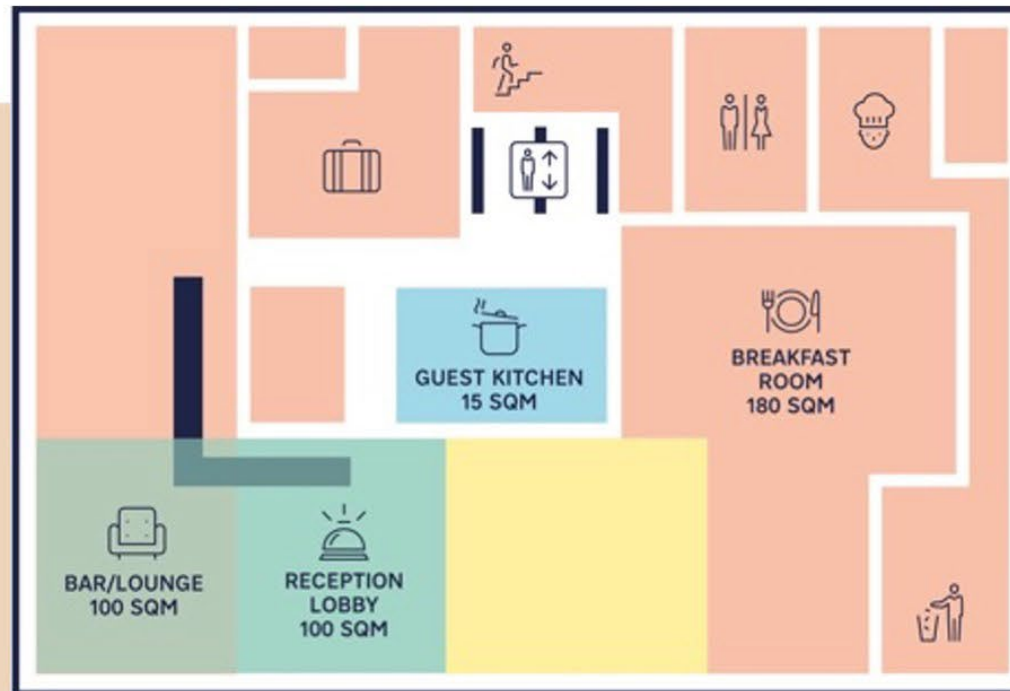 GUEST KITCHEN
15 SQM
BREAKFAST
ROOM
180 SQM
BAR/LOUNGE
100 SQM
RECEPTION
LOBBY
100 SQM